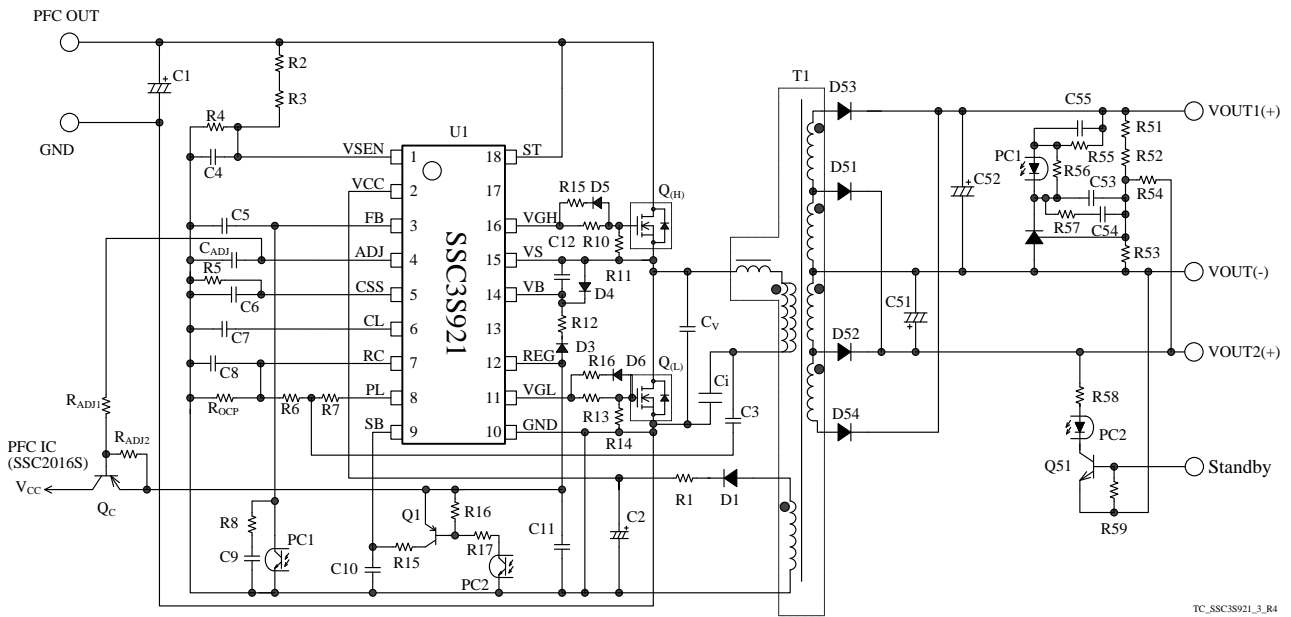 PFC OUT
T1
R2
D53
C1
C55
VOUT1(+)
R3
R4
U1
R51
GND
VSEN 1 18 ST
PC1
R55
R52
C4
R56
C53
R54
VCC 2 17
R15 D5
Q(H)
D51
C52
C5
FB 3 16 VGH
R57
C54
CADJ
C12
R10
R53
ADJ 4 15 VS
R11
R5
VOUT(-)
CSS 5 14 VB
D4
C6
SSC3S921
C51
CL 6 13
R12
CV
C7
D52
D3
RC 7 12 REG
VOUT2(+)
C8
R16 D6
Q(L)
Ci
PL 8 11 VGL
R58
RADJ1
ROCP
R6
R7
R13
C3
PC2
SB 9 10 GND
R14
D54
RADJ2
PFC IC
(SSC2016S)
Q51
Standby
VCC
R1
D1
QC
R59
Q1
R16
C2
R8
PC1
C11
R17
C9
R15
C10
PC2
TC_SSC3S921_3_R4